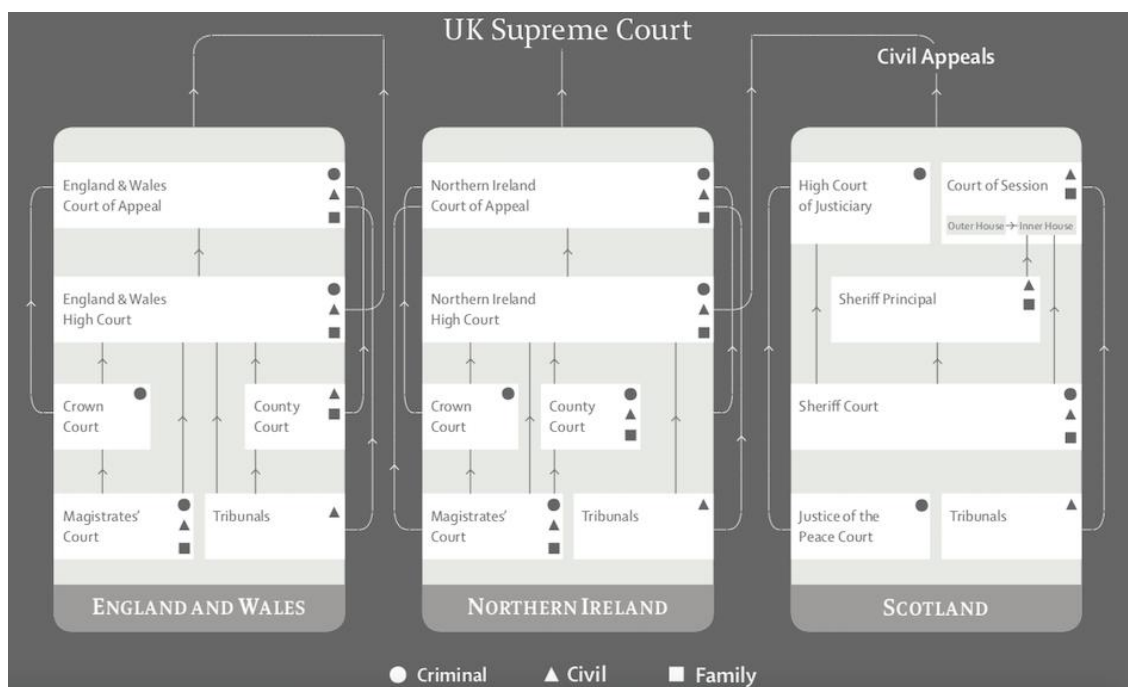 UK Supreme Court
Civil Appeals
England & Wales
Court of Appeal
England & Wales
High Court
Crown
Court
County
Court
Magistrates'
Court
Tribunals
ENGLAND AND WALES
Northern Ireland
Court of Appeal
Northern Ireland
High Court
Crown
Court
County
Court
Magistrates'
Court
Tribunals
NORTHERN IRELAND
High Court
of Justiciary
Court of Session
Outer House
Inner House
Sheriff Principal
Sheriff Court
Justice of the
Peace Court
Tribunals
SCOTLAND
Criminal
Civil
Family